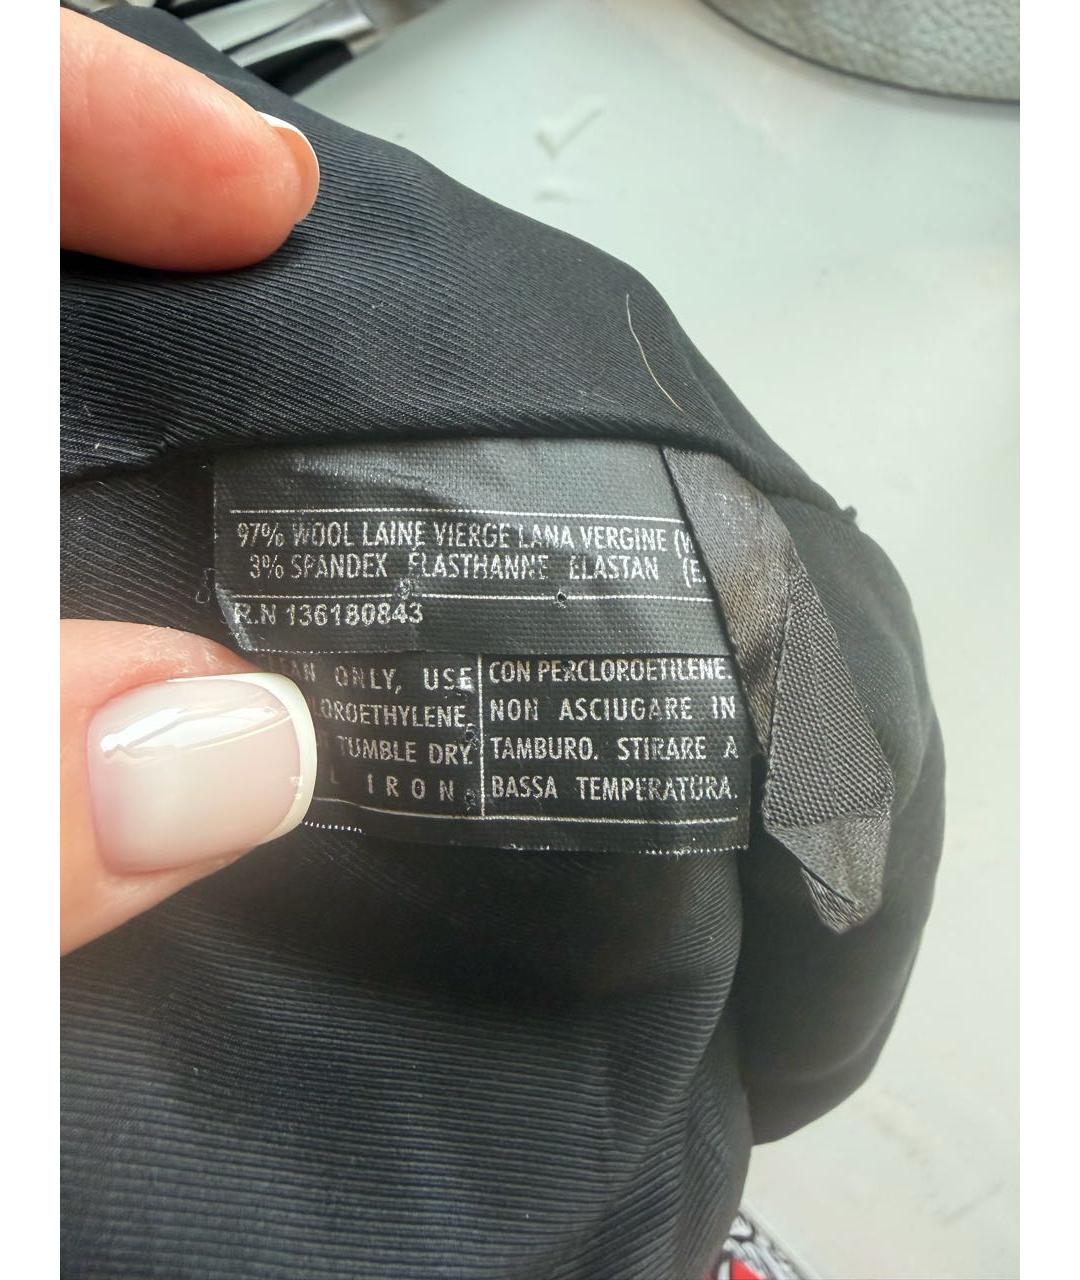 97% WOOL LAINE VIERGE LANA VERGINE
3% SPANDEX ELASTHANNE ELASTAN
R.N 136180843
ONLY, USE
TUMBLE DRY.
IRON
CON PERCLOROETILENE.
NON ASCIUGARE IN
TAMBURO. STIRARE A
BASSA TEMPERATURA.